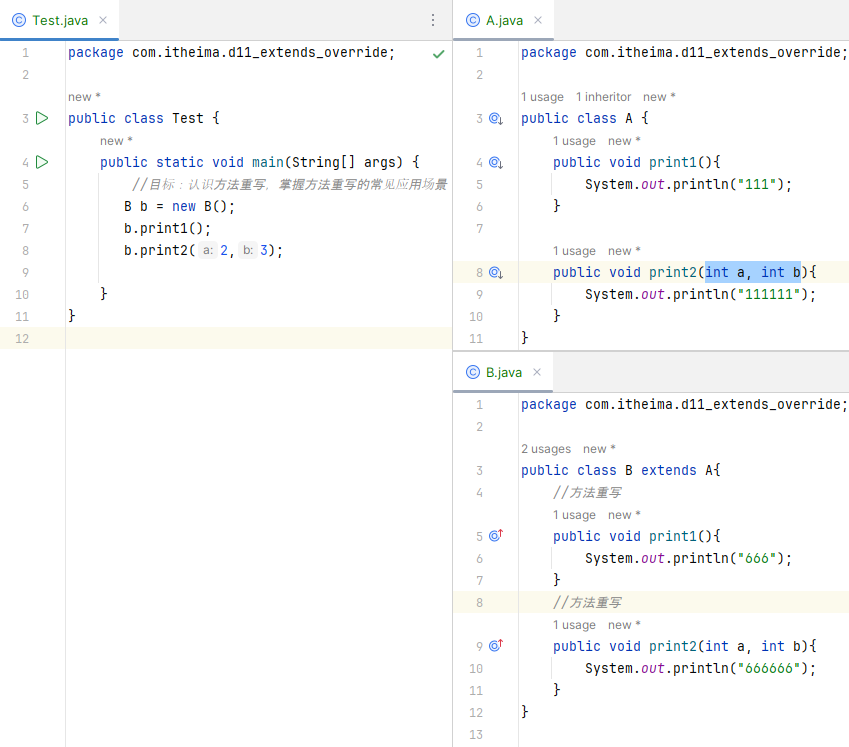 Test.java
1 package com.itheima.d11_extends_override;
2
new *
3 public class Test {
new *
4 public static void main(String[] args) {
5 //目标：认识方法重写，掌握方法重写的常见应用场景
6 B b = new B();
7 b.print1();
8 b.print2( a: 2, b: 3);
9
10 }
11 }
12
A.java
1 package com.itheima.d11_extends_override;
2
1 usage 1 inheritor new *
3 public class A {
1 usage new *
4 public void print1(){
5 System.out.println("111");
6 }
7
1 usage new *
8 public void print2(int a, int b){
9 System.out.println("111111");
10 }
11 }
B.java
1 package com.itheima.d11_extends_override;
2
2 usages new *
3 public class B extends A{
4 //方法重写
1 usage new *
5 public void print1(){
6 System.out.println("666");
7 }
8 //方法重写
1 usage new *
9 public void print2(int a, int b){
10 System.out.println("666666");
11 }
12 }
13